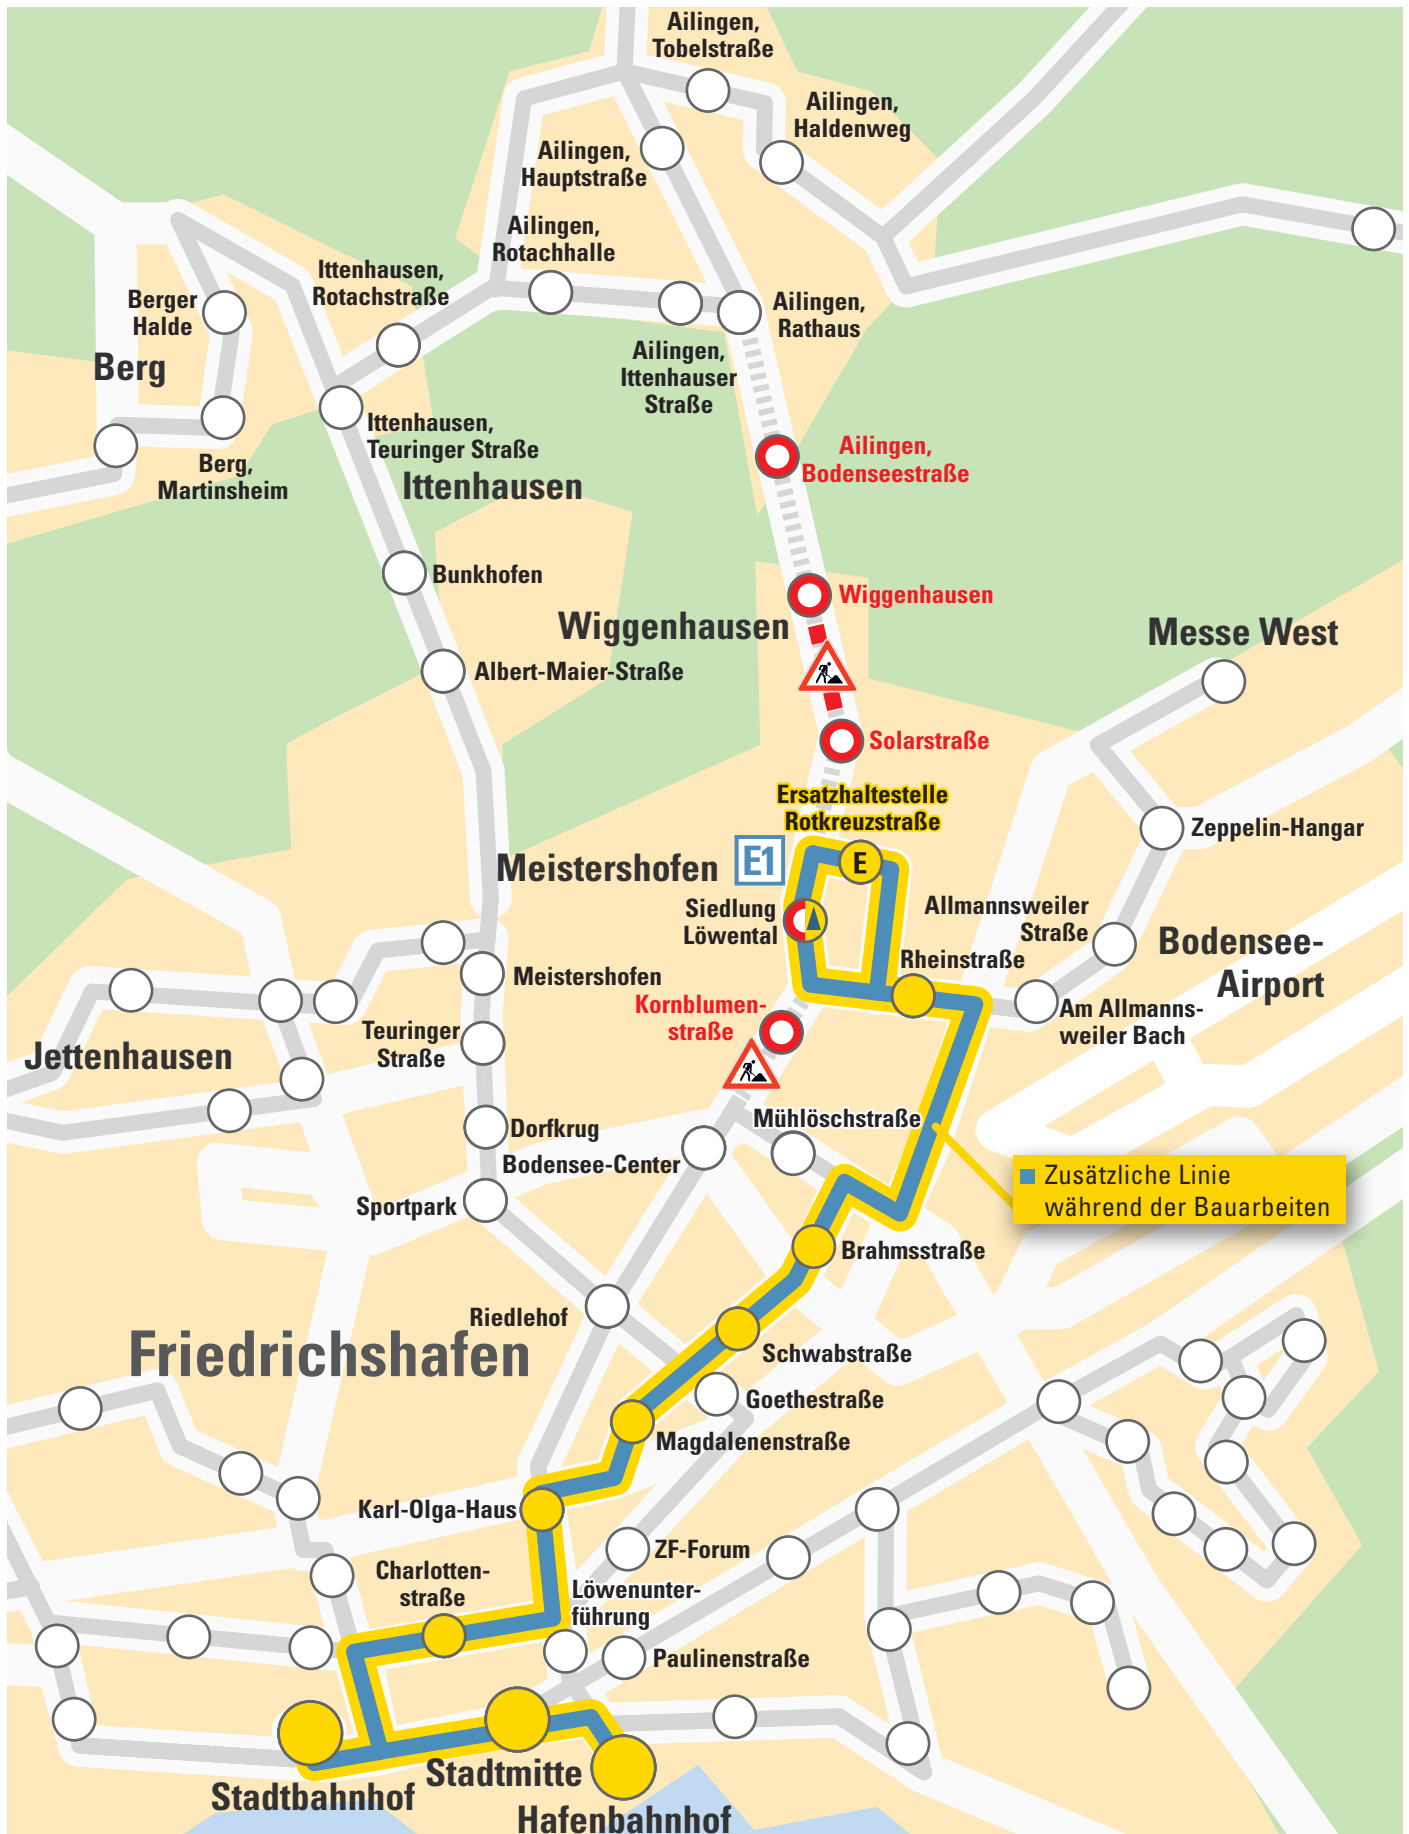 Ailingen,
Tobelstraße
Ailingen,
Haldenweg
Ailingen,
Hauptstraße
Ailingen,
Rotachhalle
Ittenhausen,
Rotachstraße
Berger
Halde
Berg
Ailingen,
Rathaus
Ailingen,
Ittenhauser
Straße
Ittenhausen,
Teuringer Straße
Ittenhausen
Berg,
Martinsheim
Ailingen,
Bodenseestraße
Bunkhofen
Wiggenhausen
Wiggenhausen
Messe West
Albert-Maier-Straße
Solarstraße
Ersatzhaltestelle
Rotkreuzstraße
Zeppelin-Hangar
Meistershofen
E1
E
Siedlung
Löwental
Allmannsweiler
Straße
Bodensee-
Airport
Rheinstraße
Meistershofen
Kornblumen-
straße
Am Allmanns-
weiler Bach
Teuringer
Straße
Jettenhausen
Mühlöschstraße
Dorfkrug
Bodensee-Center
Zusätzliche Linie
während der Bauarbeiten
Sportpark
Brahmsstraße
Riedlehof
Friedrichshafen
Schwabstraße
Goethestraße
Magdalenenstraße
Karl-Olga-Haus
ZF-Forum
Charlotten-
straße
Löwenunter-
führung
Paulinenstraße
Stadtmitte
Stadtbahnhof
Hafenbahnhof